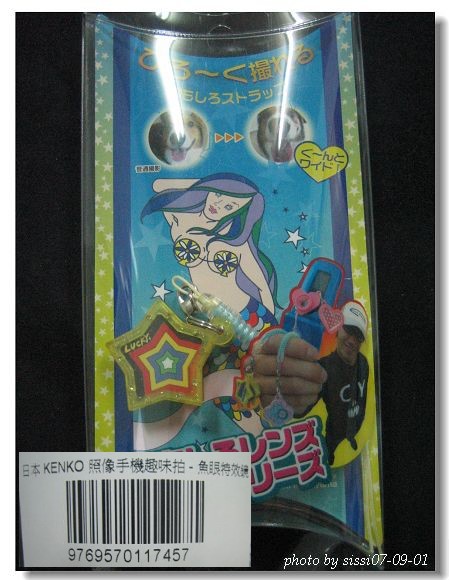 ひろ〜く撮れる
おもしろストラップ
普通撮影
ぐ〜んと
ワイド!
LUCKY
レンズ
リーズ
日本 KENKO 照像手機趣味拍 - 魚眼特效鏡
9769570117457
photo by sissi07-09-01